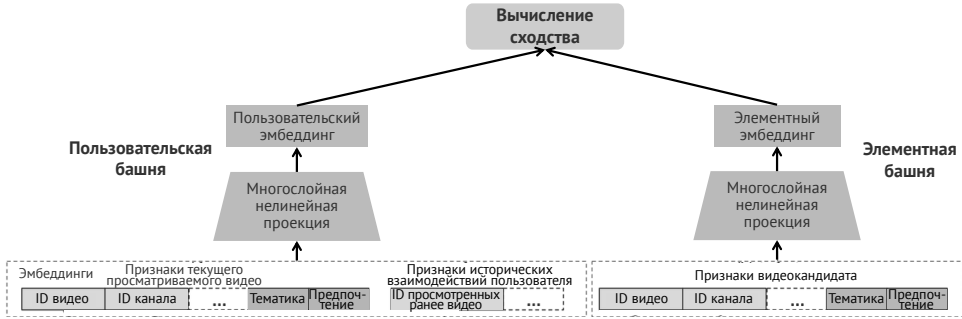 Вычисление
сходства
Пользовательский
эмбеддинг
Элементный
эмбеддинг
Пользовательская
башня
Элементная
башня
Многослойная
нелинейная
проекция
Многослойная
нелинейная
проекция
Эмбеддинги
Признаки текущего
просматриваемого видео
Признаки исторических
взаимодействий пользователя
Признаки видеокандидата
ID видео
ID канала
...
Тематика
Предпоч-
тение
ID просмотренных
ранее видео
...
ID видео
ID канала
...
Тематика
Предпоч-
тение